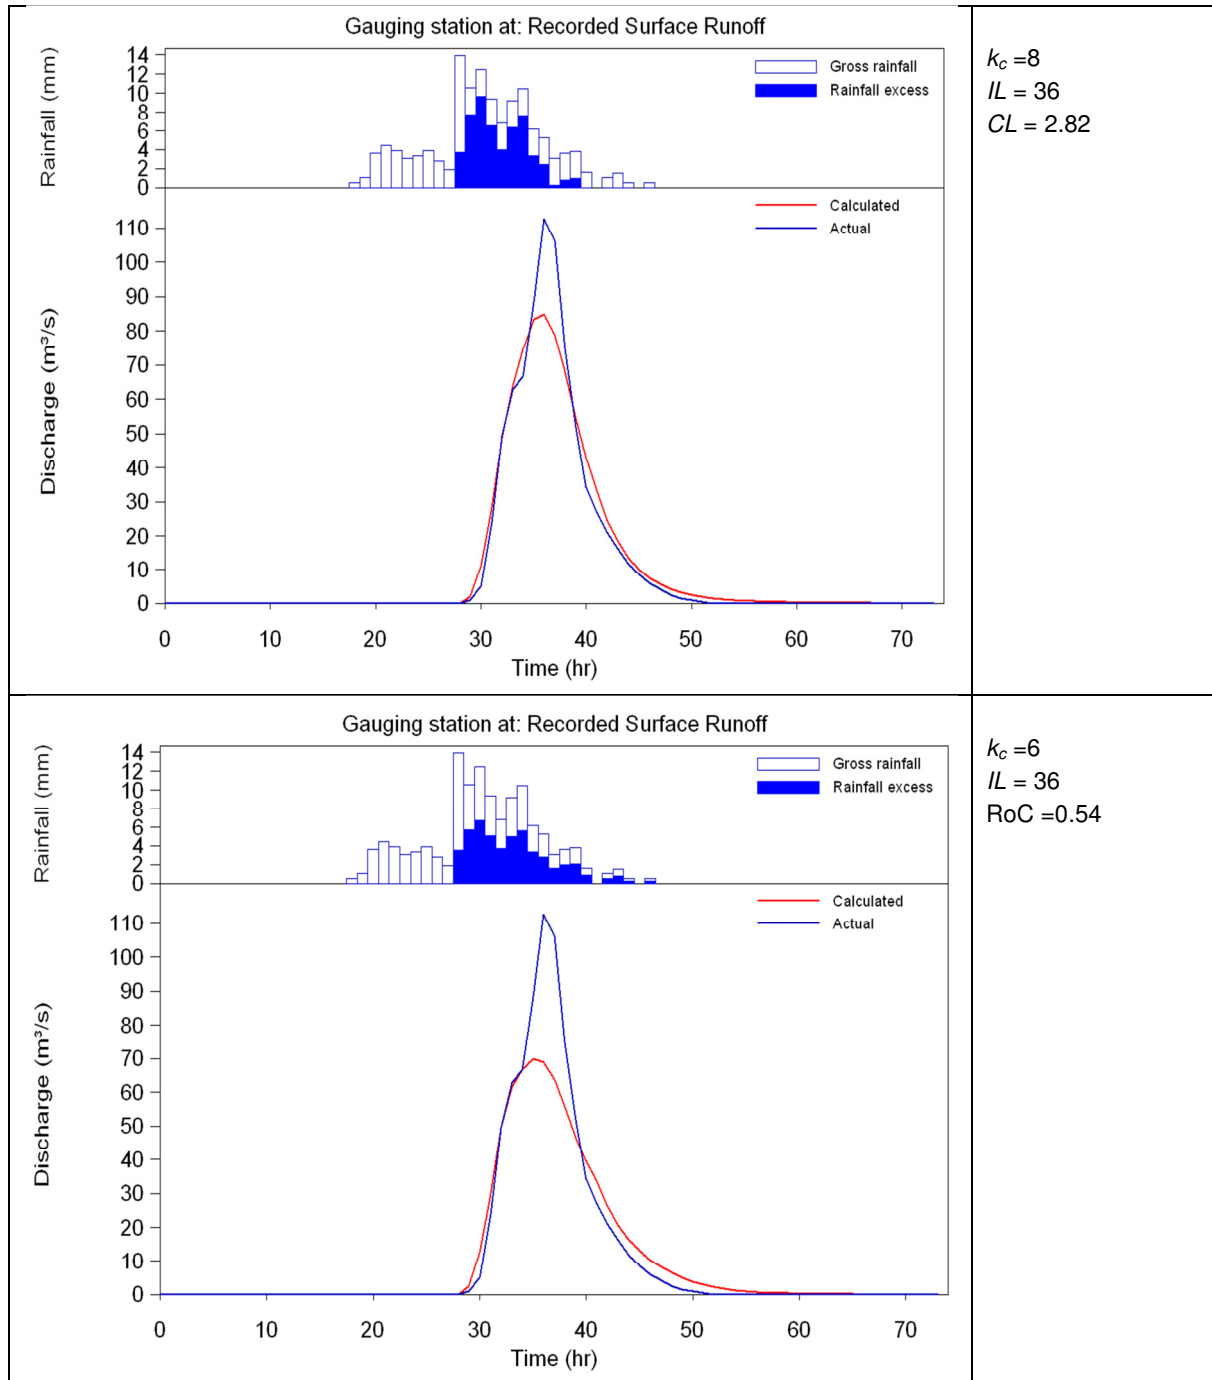 Gauging station at: Recorded Surface Runoff
Rainfall (mm)
14
12
10
8
6
4
2
0
Gross rainfall
Rainfall excess
Calculated
Actual
Discharge (m³/s)
110
100
90
80
70
60
50
40
30
20
10
0
0 10 20 30 40 50 60 70
Time (hr)
kc =8
IL = 36
CL = 2.82
Gauging station at: Recorded Surface Runoff
Rainfall (mm)
14
12
10
8
6
4
2
0
Gross rainfall
Rainfall excess
Calculated
Actual
Discharge (m³/s)
110
100
90
80
70
60
50
40
30
20
10
0
0 10 20 30 40 50 60 70
Time (hr)
kc =6
IL = 36
RoC =0.54